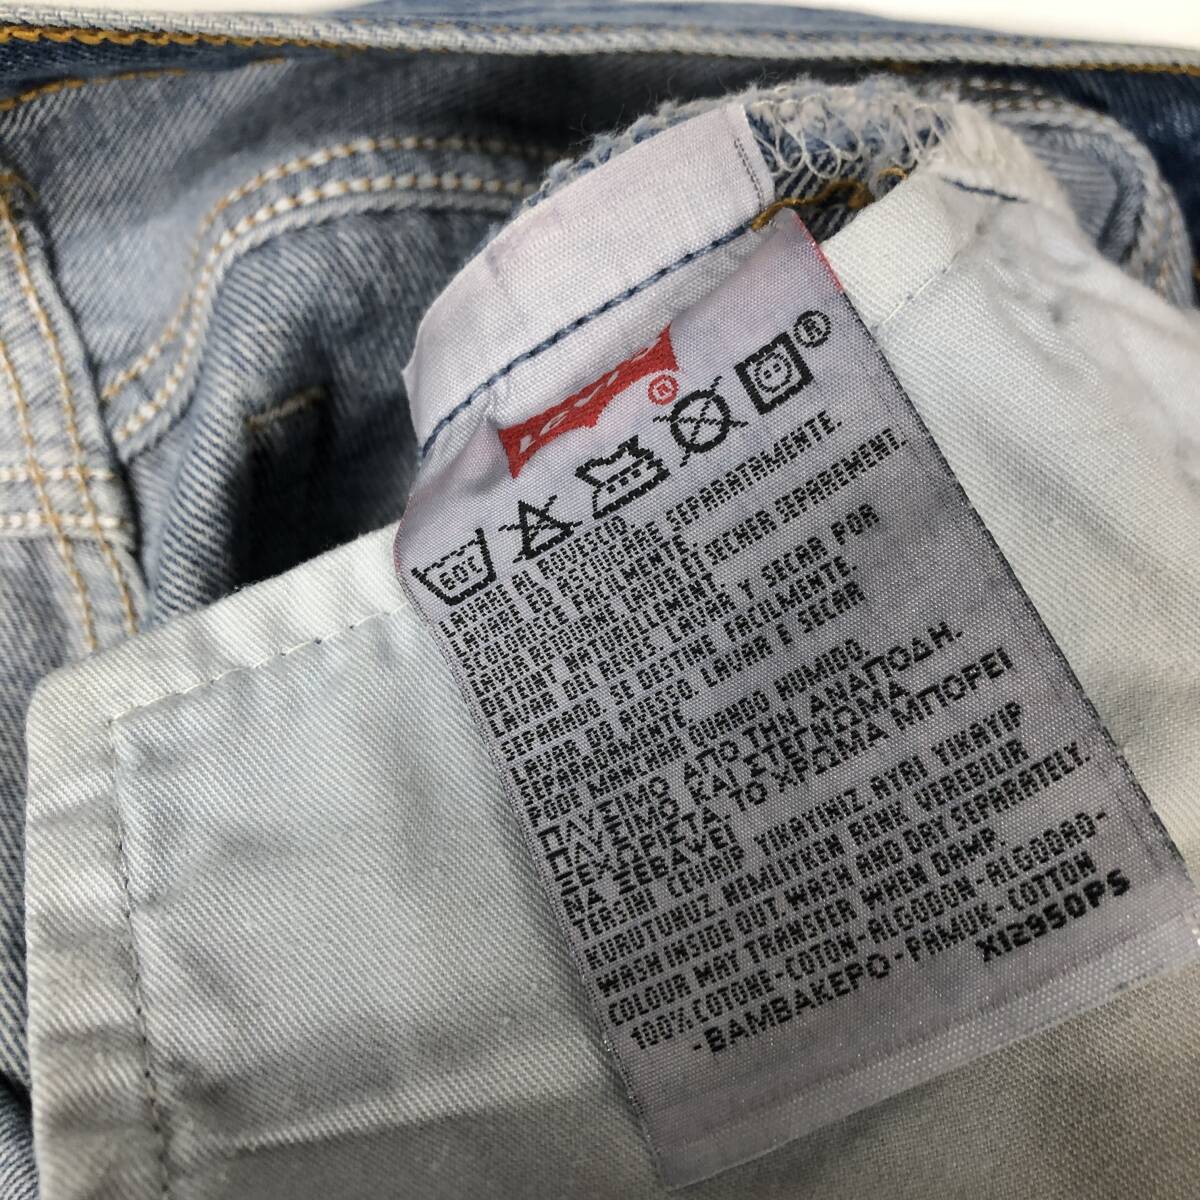 Levi's ®
®
60C
LAVARE AL ROVESCIO.
LAVARE ED ASCIUGARE SEPARATAMENTE.
SCOLORISCE FACILMENTE
LAVER RETOURNE. LAVER ET SECHER SEPAREMENT.
DETEINT NATURELLEMENT.
LAVAR DEL REVES. LAVAR Y SECAR POR
SEPARADO. SE DESTINE FACILMENTE
LAVAR DO AVESSO. LAVAR E SECAR
SEPARADAMENTE.
PODE MANCHAR QUANDO HUMIDO
ΠΛΥΣΙΜΟ ΑΠΟ ΤΗΝ ΑΝΑΠΟΔΗ.
ΠΛΥΣΙΜΟ ΚΑΙ ΣΤΕΓΝΩΜΑ
ΞΕΧΩΡΙΣΤΑ ΤΟ ΧΡΩΜΑ ΜΠΟΡΕΙ
ΝΑ ΞΕΒΑΨΕΙ
TERSINI CEVIRIP YIKAYINIZ. AYRI YIKAYIP
KURUTUNUZ. NEMLIYKEN RENK VEREBILIR
WASH INSIDE OUT. WASH AND DRY SEPARATELY.
COLOUR MAY TRANSFER WHEN DAMP.
100% COTONE-COTON-ALGODON-ALGODAO-
-BAMBAKEPO-PAMUK-COTTON
X12950PS